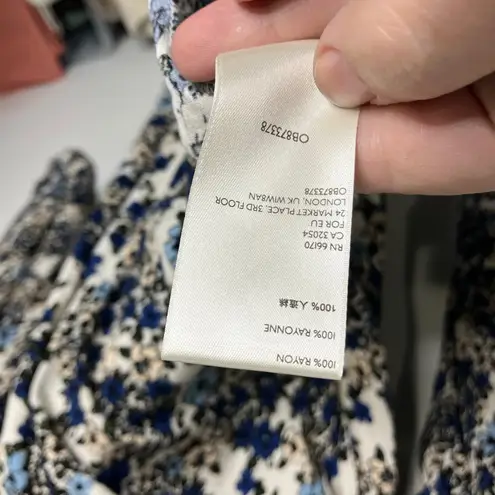 100% RAYON
100% RAYONNE
100% 人造綿
RN 66170
CA 32054
FOR EU
24 MARKET PLACE, 3RD FLOOR
LONDON, UK W1W8AN
OB873378
OB873378